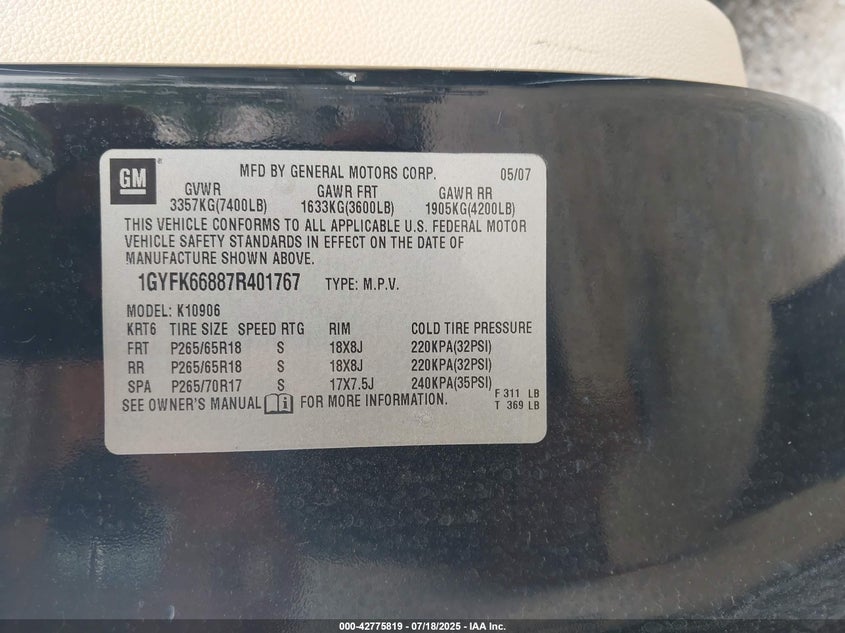 GM
MFD BY GENERAL MOTORS CORP. 05/07
GVWR GAWR FRT GAWR RR
3357KG(7400LB) 1633KG(3600LB) 1905KG(4200LB)
THIS VEHICLE CONFORMS TO ALL APPLICABLE U.S. FEDERAL MOTOR
VEHICLE SAFETY STANDARDS IN EFFECT ON THE DATE OF
MANUFACTURE SHOWN ABOVE.
1GYFK66887R401767 TYPE: M.P.V.
MODEL: K10906
KRT6 TIRE SIZE SPEED RTG RIM COLD TIRE PRESSURE
FRT P265/65R18 S 18X8J 220KPA(32PSI)
RR P265/65R18 S 18X8J 220KPA(32PSI)
SPA P265/70R17 S 17X7.5J 240KPA(35PSI)
SEE OWNER'S MANUAL i FOR MORE INFORMATION. F 311 LB
T 369 LB
000-42775819 - 07/18/2025 - IAA Inc.